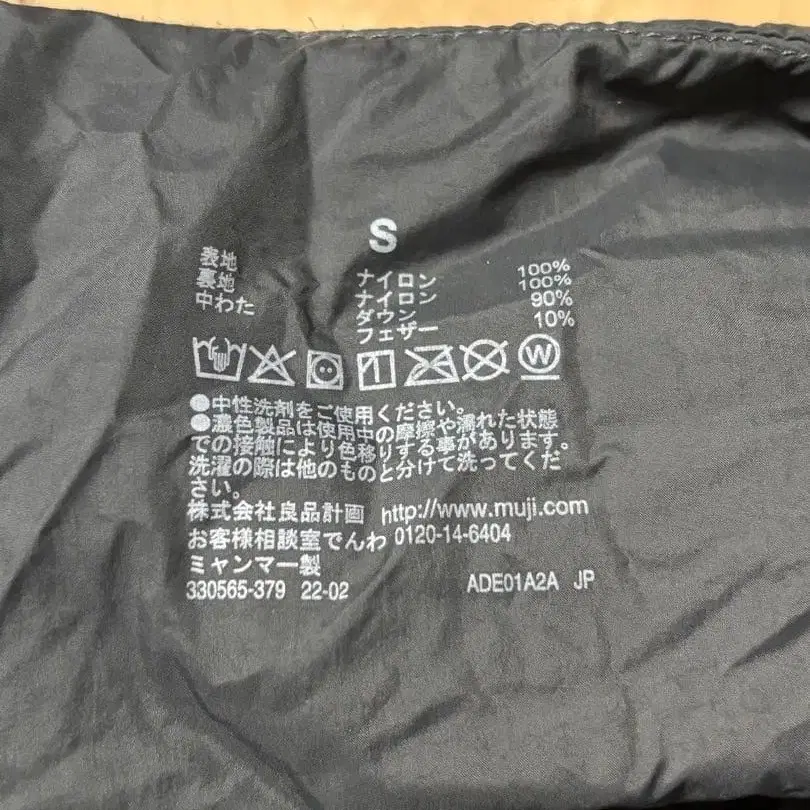 S
表地 ナイロン 100%
裏地 ナイロン 100%
中わた ダウン 90%
フェザー 10%
W
●中性洗剤をご使用ください。
●濃色製品は使用中の摩擦や濡れた状態
での接触により色移りする事があります。
洗濯の際は他のものと分けて洗ってくだ
さい。
株式会社良品計画 http://www.muji.com
お客様相談室でんわ 0120-14-6404
ミャンマー製
330565-379 22-02 ADE01A2A JP